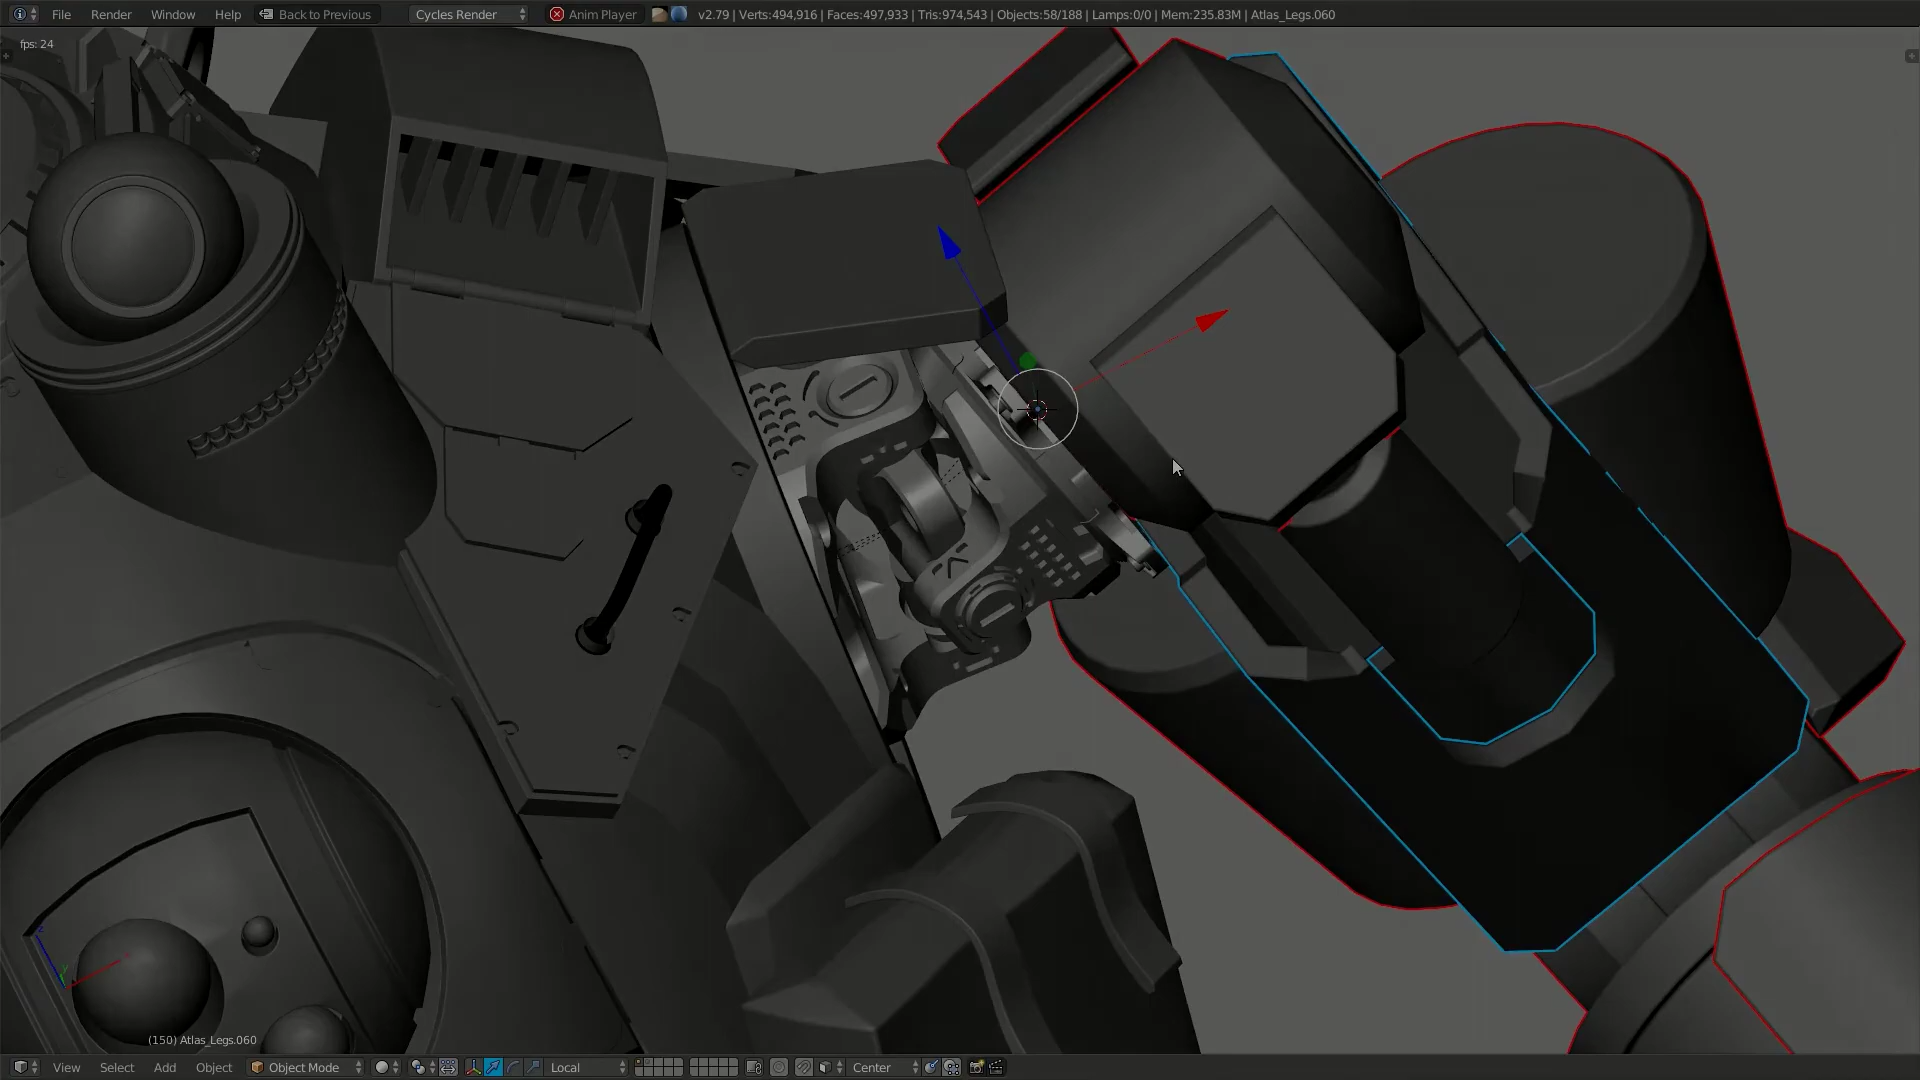 File Render Window Help Back to Previous Cycles Render Anim Player v2.79 | Verts:494,916 | Faces:497,933 | Tris:974,543 | Objects:58/188 | Lamps:0/0 | Mem:235.83M | Atlas_Legs.060
fps: 24
(150) Atlas_Legs.060
View Select Add Object Object Mode Local Center